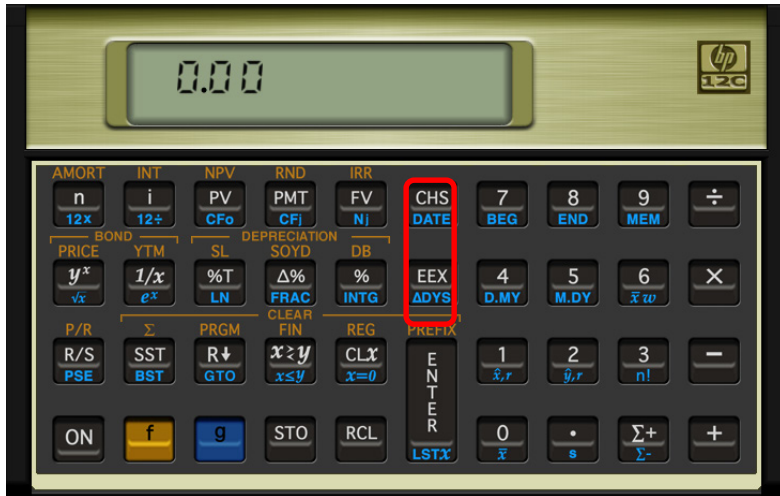 0.00
hp
12C
AMORT INT NPV RND IRR
n i PV PMT FV CHS 7 8 9 ÷
12x 12÷ CFo CFj Nj DATE BEG END MEM
BOND DEPRECIATION
PRICE YTM SL SOYD DB
yˣ 1/x %T Δ% % EEX 4 5 6 ×
√x eˣ LN FRAC INTG ΔDYS D.MY M.DY x̅w
CLEAR
P/R Σ PRGM FIN REG PREFIX
R/S SST R↓ x≷y CLx ENTER 1 2 3 −
PSE BST GTO x≤y x=0 x̂,r ŷ,r n!
ON f g STO RCL 0 • Σ+ +
LSTx x̅ s Σ-